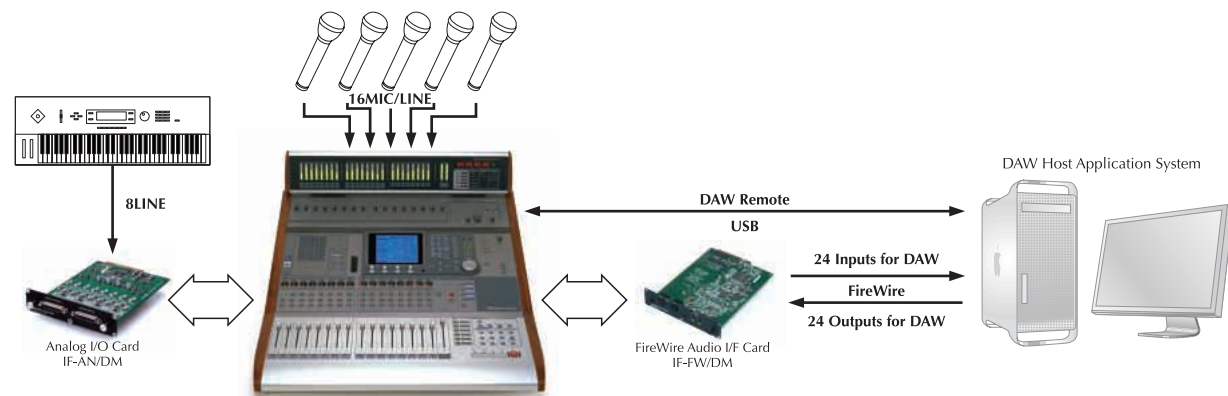 16MIC/LINE
DAW Host Application System
8LINE
DAW Remote
USB
24 Inputs for DAW
FireWire
24 Outputs for DAW
Analog I/O Card
IF-AN/DM
FireWire Audio I/F Card
IF-FW/DM